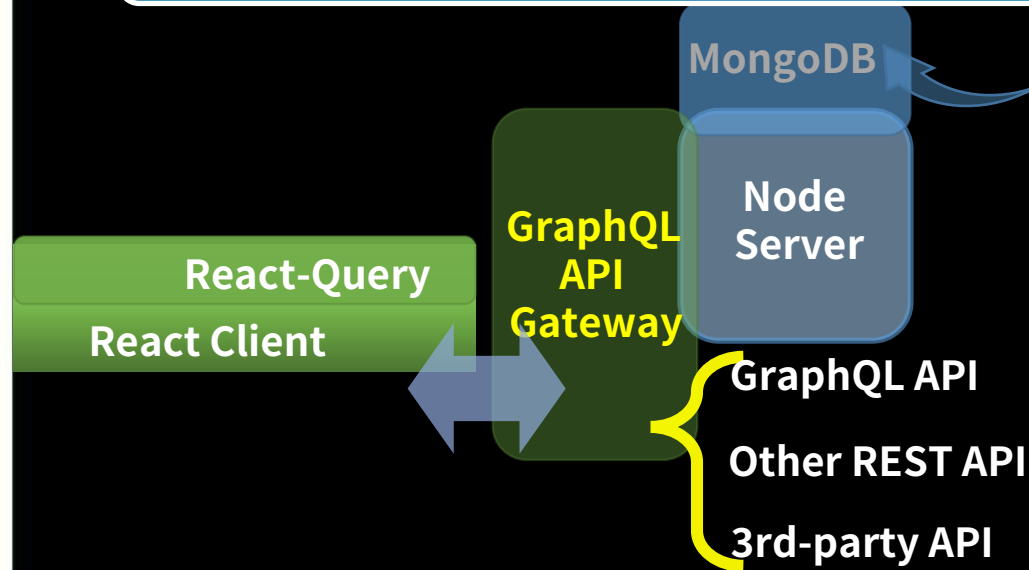 MongoDB
Node
Server
GraphQL
API
Gateway
React-Query
React Client
GraphQL API
Other REST API
3rd-party API